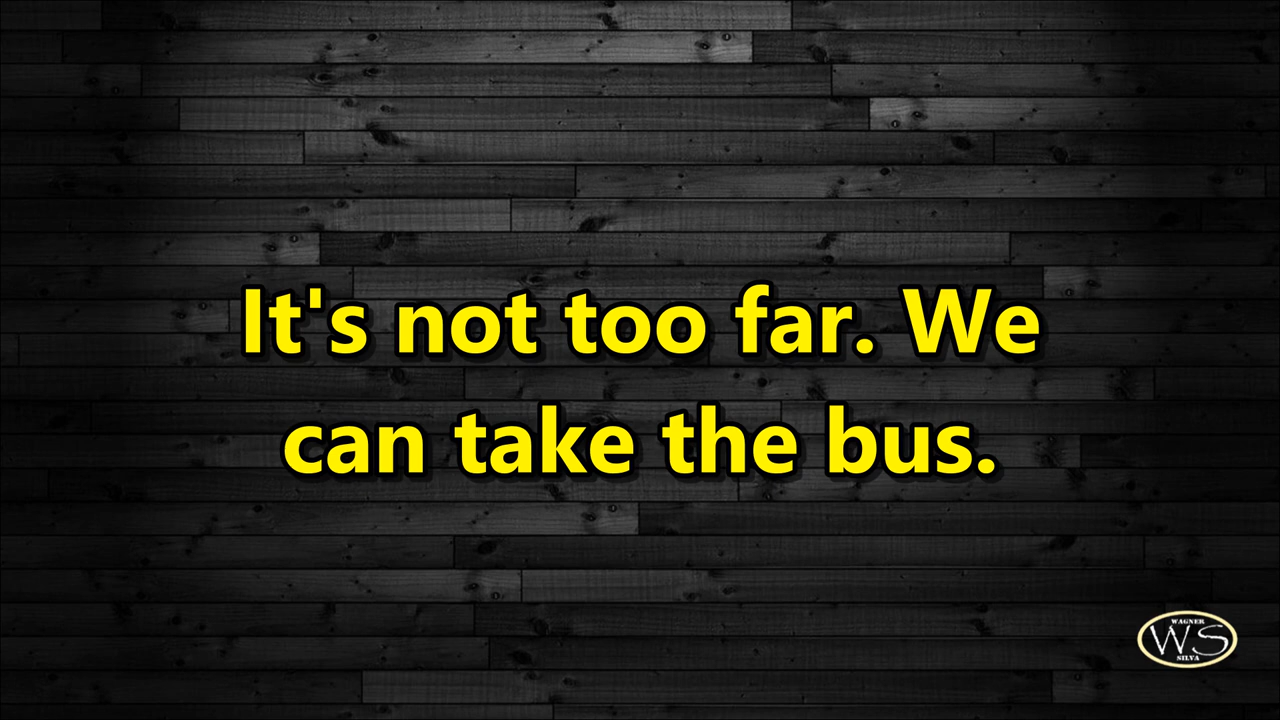 It's not too far. We
can take the bus.
WAGNER
WS
SILVA